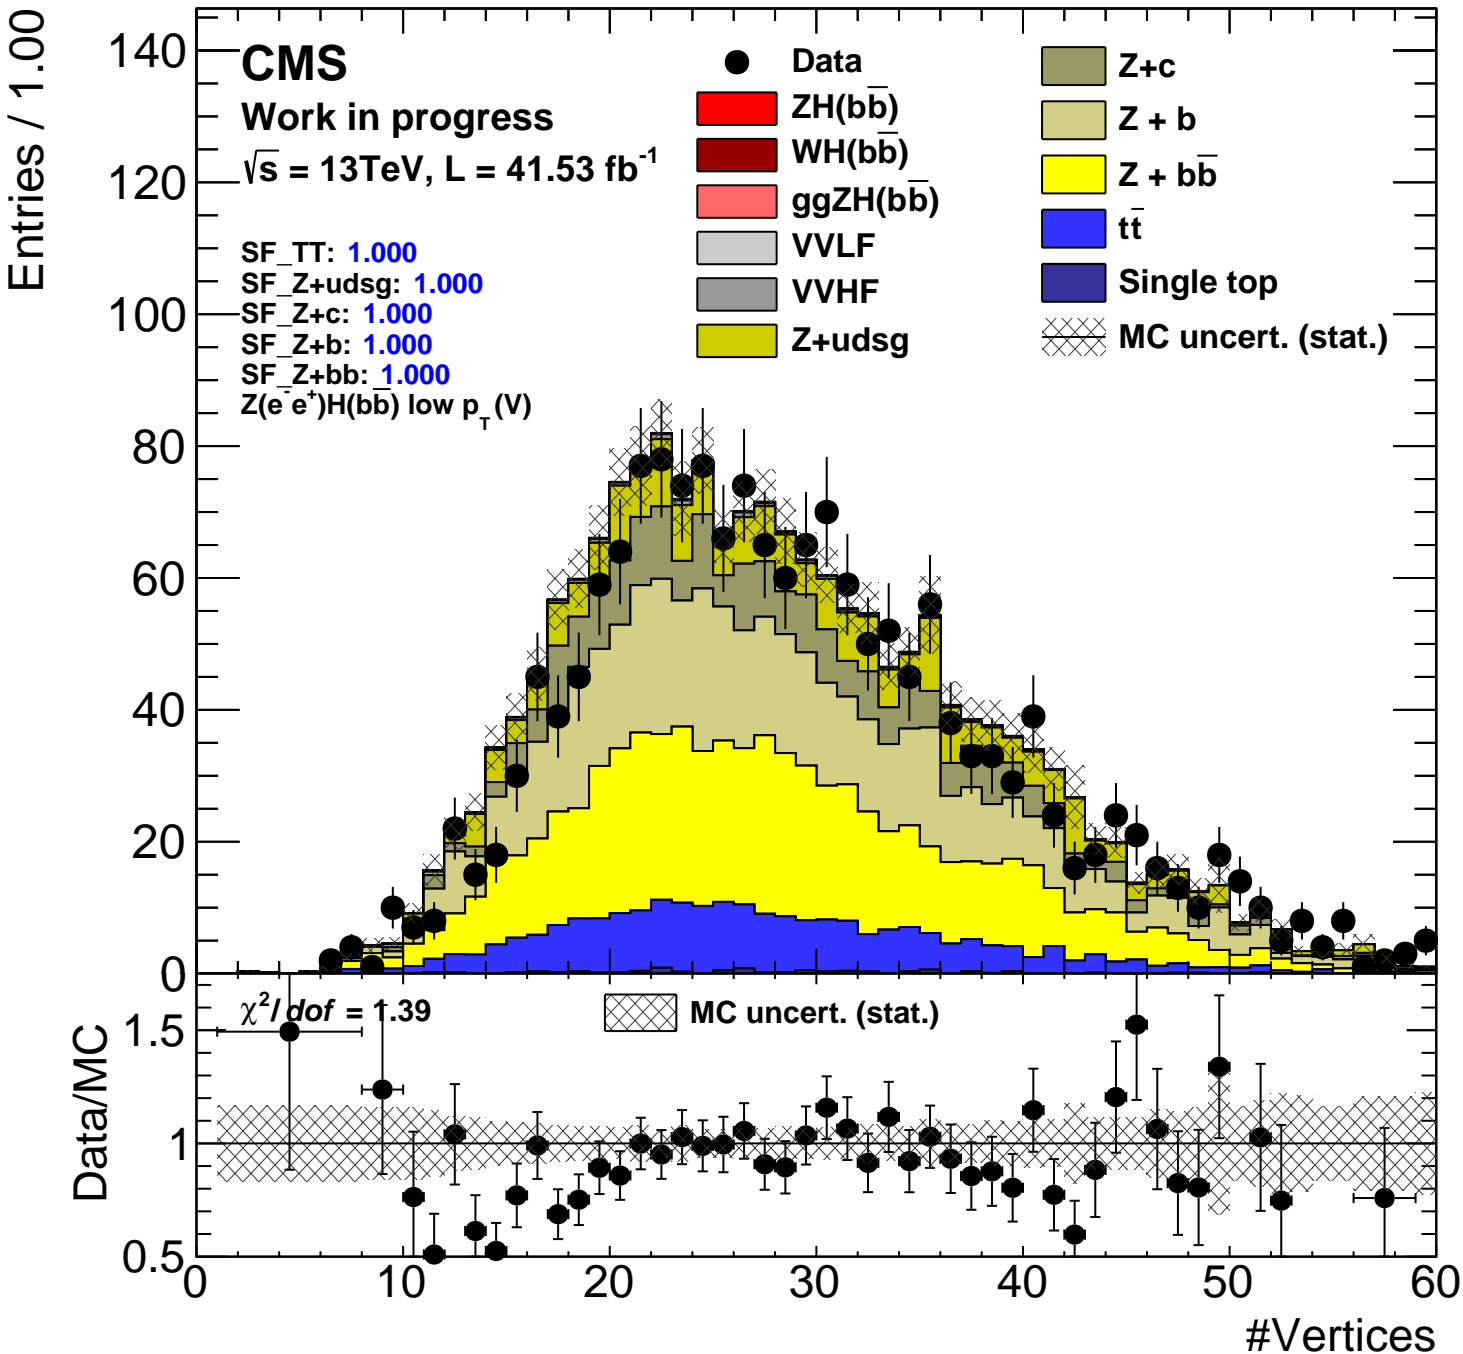 Entries / 1.00
140
120
100
80
60
40
20
0
CMS
Work in progress
√s = 13TeV, L = 41.53 fb⁻¹
SF_TT: 1.000
SF_Z+udsg: 1.000
SF_Z+c: 1.000
SF_Z+b: 1.000
SF_Z+bb: 1.000
Z(e⁻e⁺)H(bb̅) low p_T(V)
Data
ZH(bb̅)
WH(bb̅)
ggZH(bb̅)
VVLF
VVHF
Z+udsg
Z+c
Z + b
Z + bb̅
tt̅
Single top
MC uncert. (stat.)
Data/MC
1.5
1
0.5
χ²/dof = 1.39
MC uncert. (stat.)
0 10 20 30 40 50 60
#Vertices